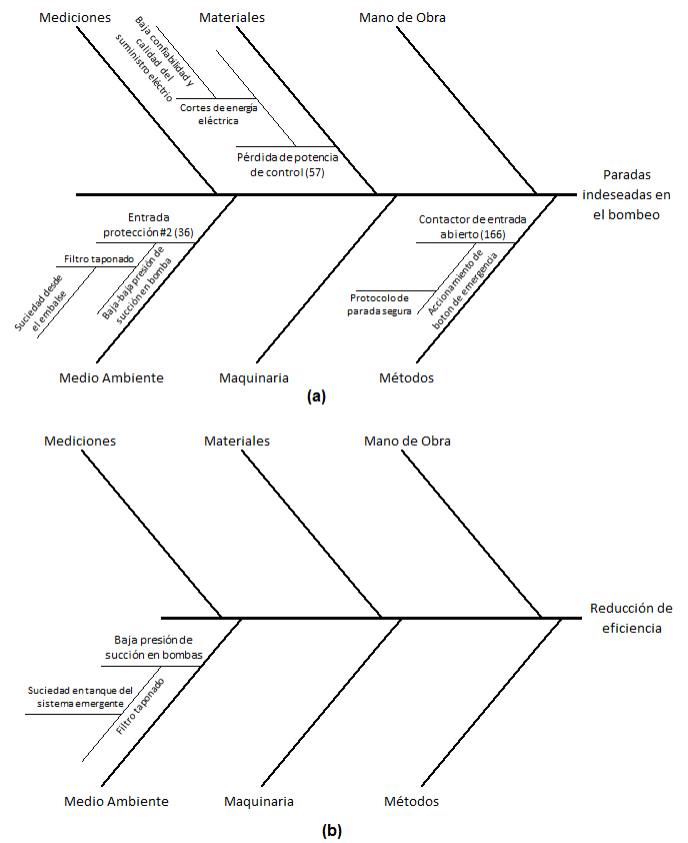 Mediciones
Materiales
Mano de Obra
Baja confiabilidad y
calidad del
suministro eléctrio
Cortes de energía
eléctrica
Pérdida de potencia
de control (57)
Paradas
indeseadas en
el bombeo
Entrada
protección #2 (36)
Filtro taponado
Suciedad desde
el embalse
Baja-baja presión de
succión en bomba
Contactor de entrada
abierto (166)
Protocolo de
parada segura
Accionamiento de
boton de emergencia
Medio Ambiente
Maquinaria
Métodos
(a)
Mediciones
Materiales
Mano de Obra
Reducción de
eficiencia
Baja presión de
succión en bombas
Suciedad en tanque del
sistema emergente
Filtro taponado
Medio Ambiente
Maquinaria
Métodos
(b)